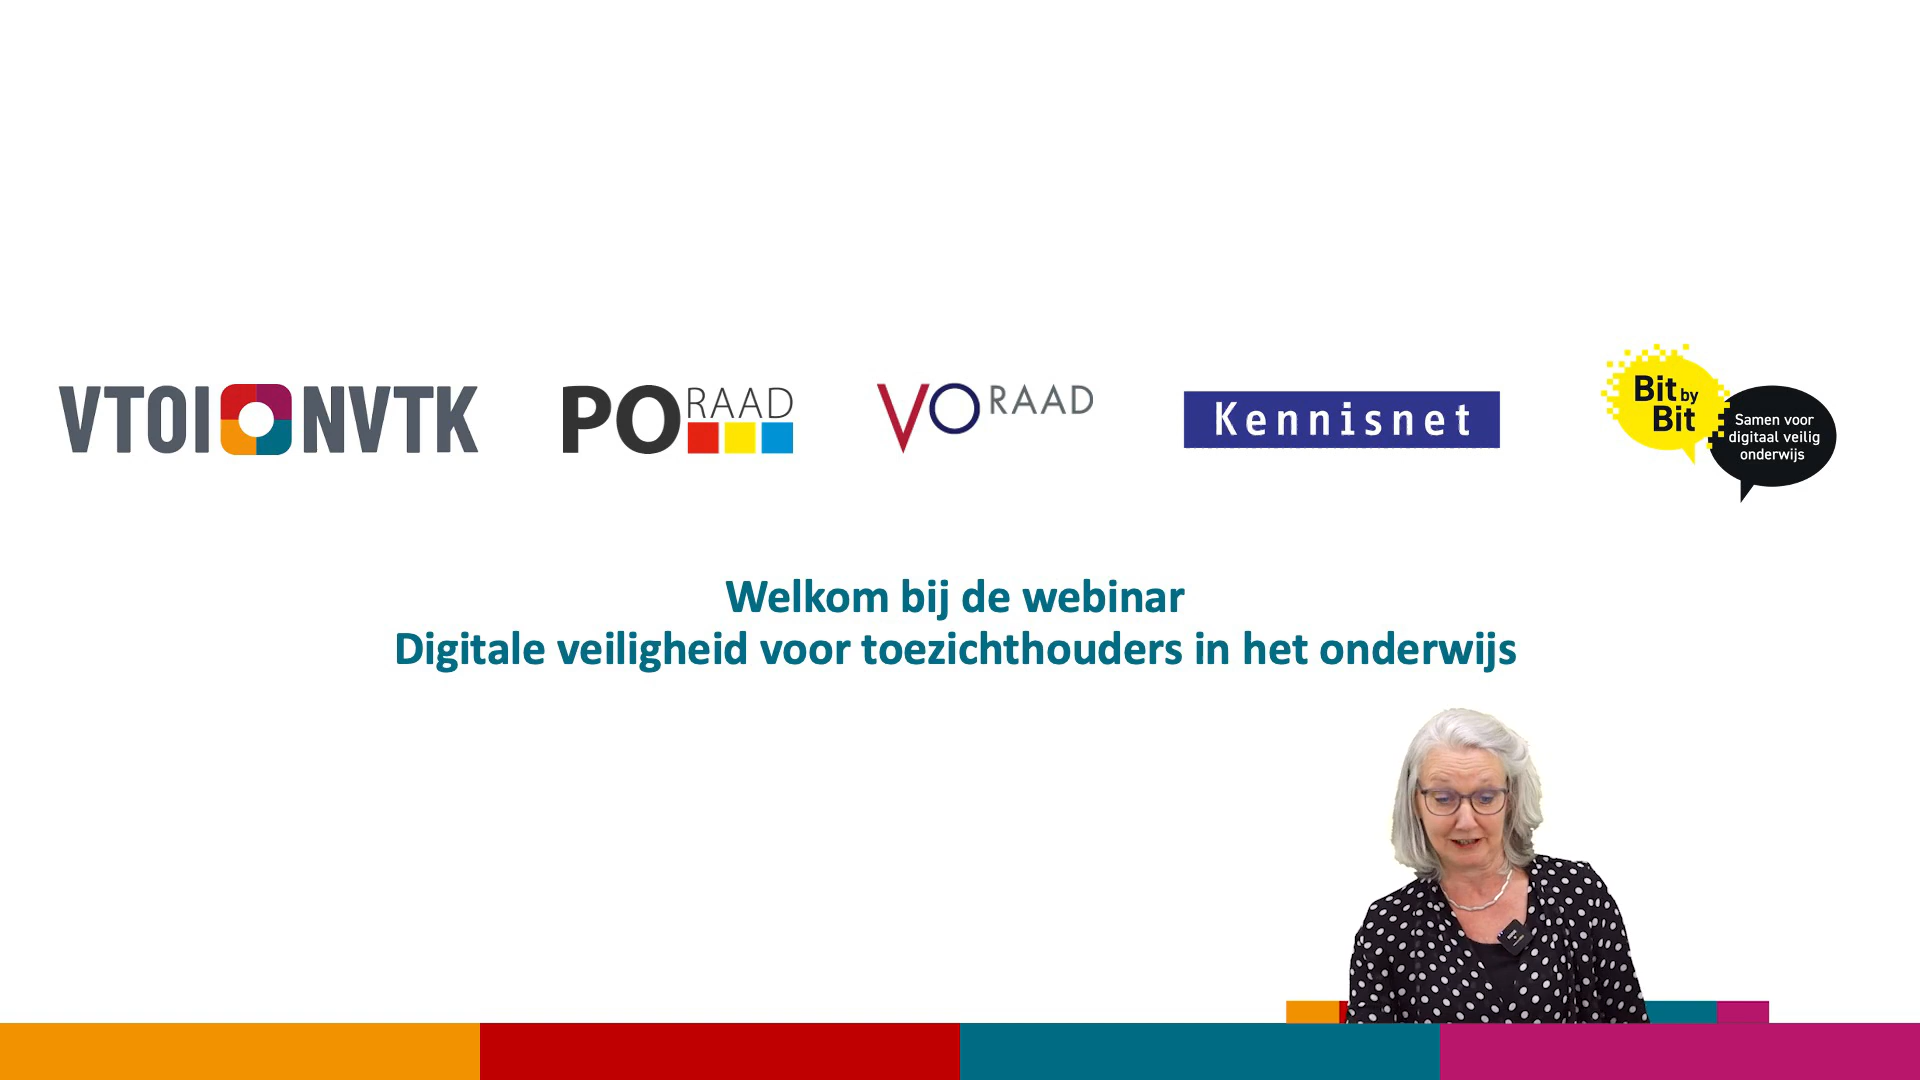 VTOI NVTK
PO RAAD
VO RAAD
Kennisnet
Bit by
Bit
Samen voor
digitaal veilig
onderwijs
Welkom bij de webinar
Digitale veiligheid voor toezichthouders in het onderwijs